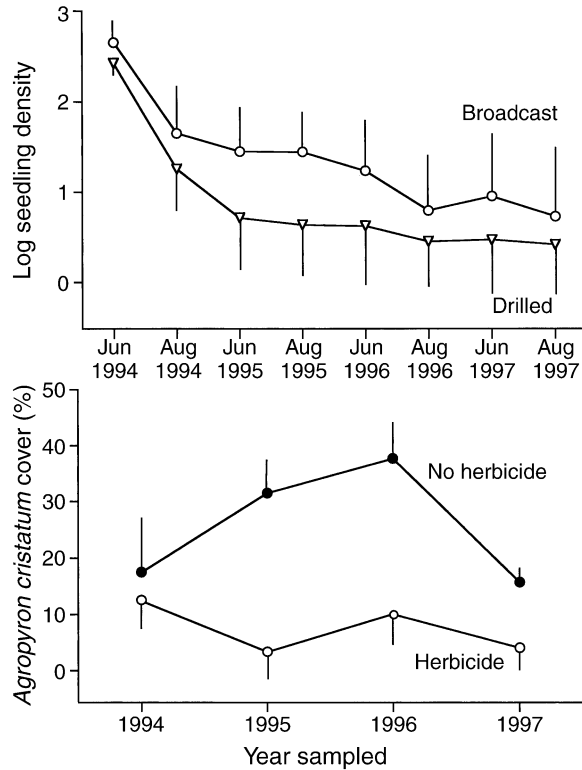 3
2
1
0
Log seedling density
Broadcast
Drilled
Jun Aug Jun Aug Jun Aug Jun Aug
1994 1994 1995 1995 1996 1996 1997 1997
50
40
30
20
10
0
Agropyron cristatum cover (%)
No herbicide
Herbicide
1994 1995 1996 1997
Year sampled